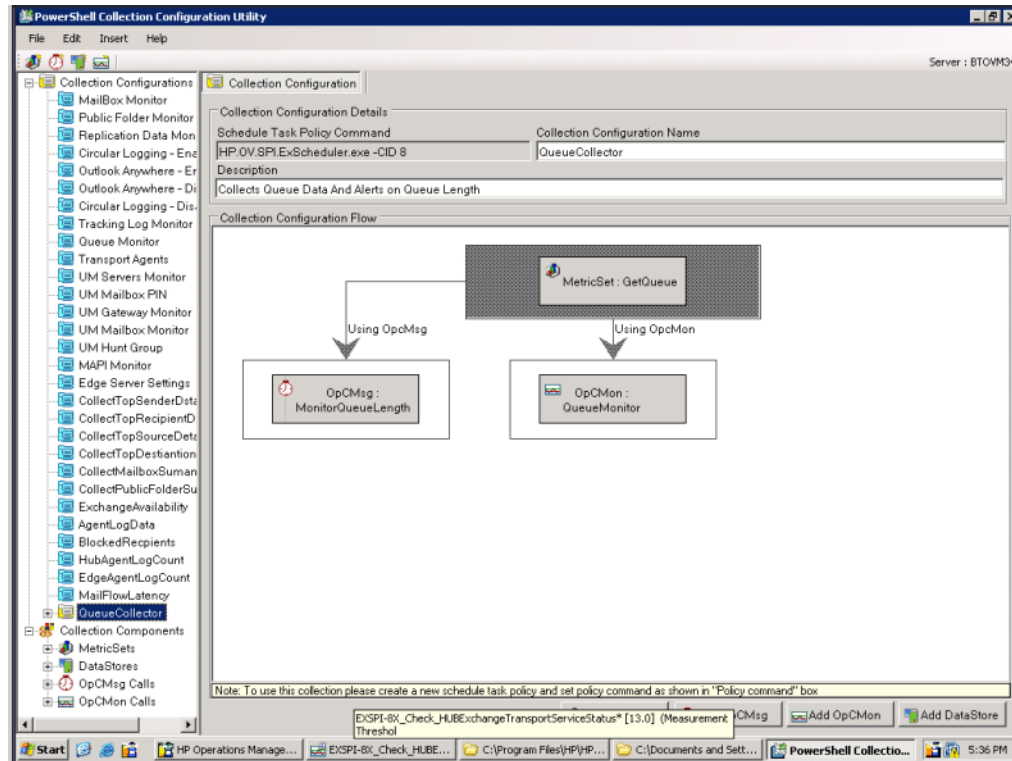 PowerShell Collection Configuration Utility
File Edit Insert Help
Server : BTOVM3
Collection Configurations
MailBox Monitor
Public Folder Monitor
Replication Data Mon
Circular Logging - Ena
Outlook Anywhere - Er
Outlook Anywhere - Di
Circular Logging - Dis
Tracking Log Monitor
Queue Monitor
Transport Agents
UM Servers Monitor
UM Mailbox PIN
UM Gateway Monitor
UM Mailbox Monitor
UM Hunt Group
MAPI Monitor
Edge Server Settings
CollectTopSenderDsta
CollectTopRecipientD
CollectTopSourceDeta
CollectTopDestiantion
CollectMailboxSuman
CollectPublicFolderSu
ExchangeAvailability
AgentLogData
BlockedRecpients
HubAgentLogCount
EdgeAgentLogCount
MailFlowLatency
QueueCollector
Collection Components
MetricSets
DataStores
OpCMsg Calls
OpCMon Calls
Collection Configuration
Collection Configuration Details
Schedule Task Policy Command Collection Configuration Name
HP.OV.SPI.ExScheduler.exe -CID 8 QueueCollector
Description
Collects Queue Data And Alerts on Queue Length
Collection Configuration Flow
MetricSet : GetQueue
Using OpcMsg Using OpcMon
OpCMsg :
MonitorQueueLength
OpCMon :
QueueMonitor
Note: To use this collection please create a new schedule task policy and set policy command as shown in "Policy command" box
CMsg Add OpCMon Add DataStore
EXSPI-8X_Check_HUBExchangeTransportServiceStatus* [13.0] (Measurement
Threshol
Start HP Operations Manage... EXSPI-8X_Check_HUBE... C:\Program Files\HP\HP... C:\Documents and Sett... PowerShell Collectio... 5:36 PM